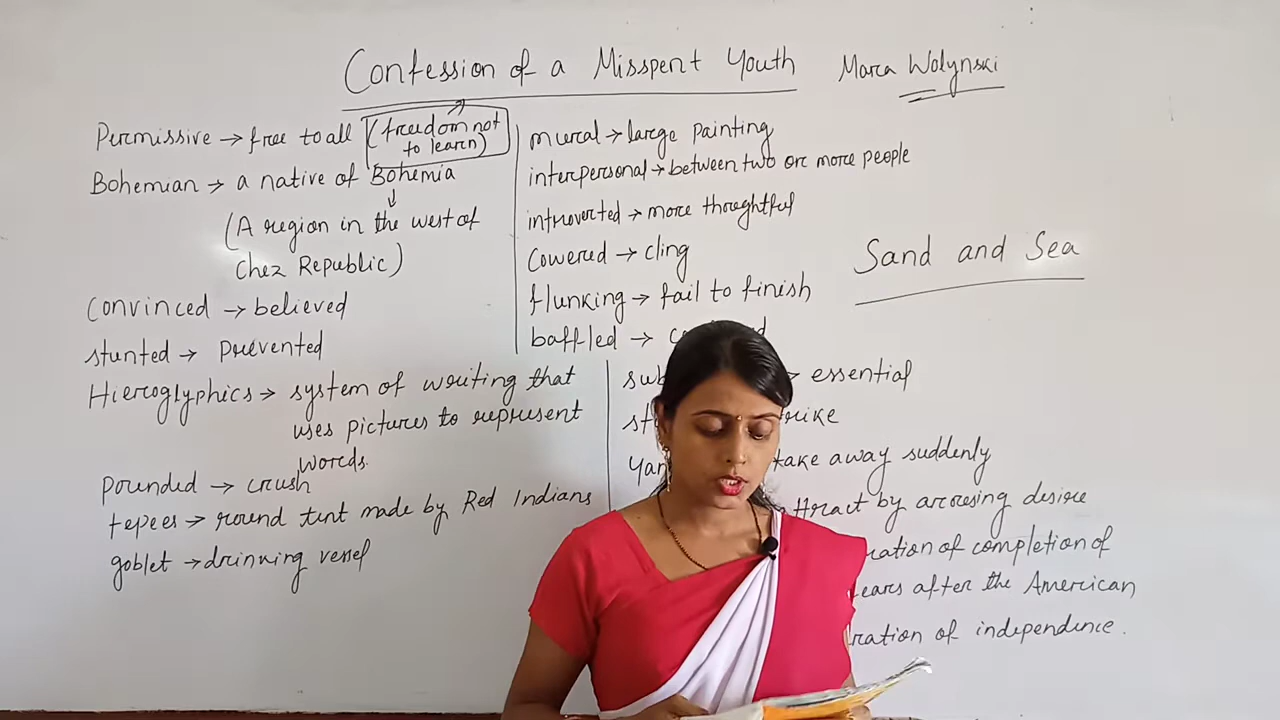 Confession of a Misspent Youth
Mara Wolynski
Permissive → free to all (freedom not to learn)
Bohemian → a native of Bohemia
(A region in the west of
Chez Republic)
Convinced → believed
stunted → prevented
Hieroglyphics → system of writing that
uses pictures to represent
words.
pounded → crush
tepees → round tent made by Red Indians
goblet → drinking vessel
mural → large painting
interpersonal → between two or more people
introverted → more thoughtful
Cowered → cling
flunking → fail to finish
baffled →
Sand and Sea
essential
take away suddenly
by arousing desire
of completion of
after the American
of independence.